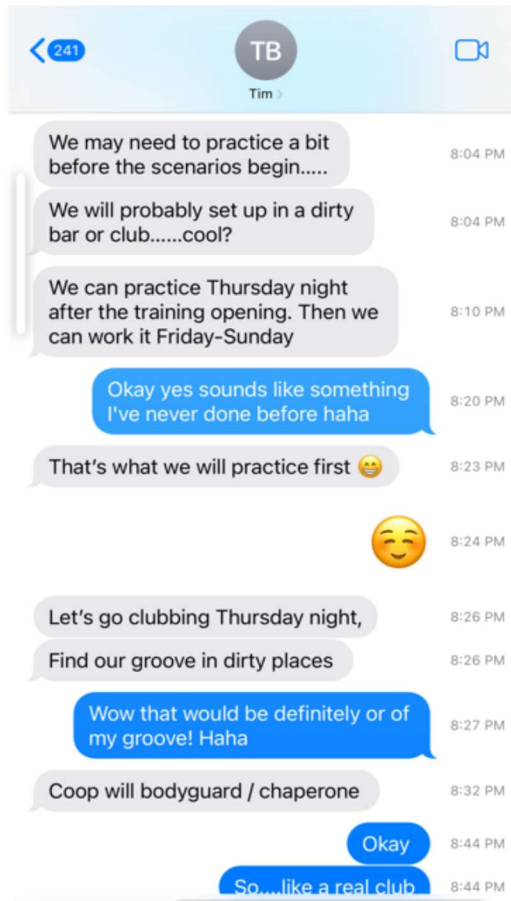 241
TB
Tim >
We may need to practice a bit
before the scenarios begin.....
8:04 PM
We will probably set up in a dirty
bar or club......cool?
8:04 PM
We can practice Thursday night
after the training opening. Then we
can work it Friday-Sunday
8:10 PM
Okay yes sounds like something
I've never done before haha
8:20 PM
That's what we will practice first 😁
8:23 PM
☺️
8:24 PM
Let's go clubbing Thursday night,
8:26 PM
Find our groove in dirty places
8:26 PM
Wow that would be definitely or of
my groove! Haha
8:27 PM
Coop will bodyguard / chaperone
8:32 PM
Okay
8:44 PM
So....like a real club
8:44 PM